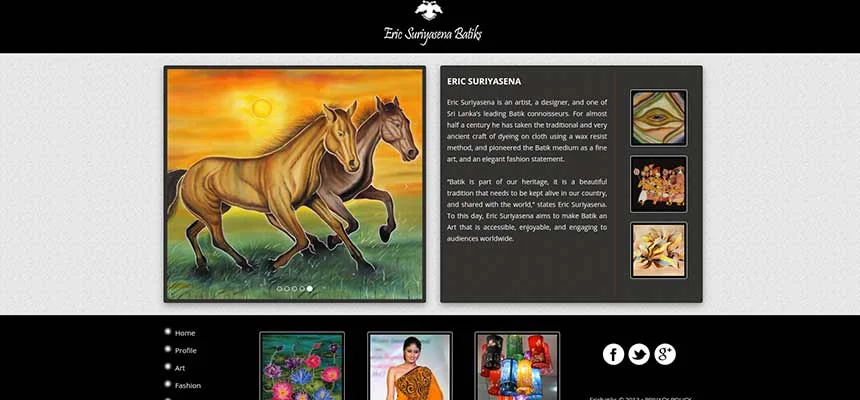 Eric Suriyasena Batiks
ERIC SURIYASENA
Eric Suriyasena is an artist, a designer, and one of
Sri Lanka's leading Batik connoisseurs. For almost
half a century he has taken the traditional and very
ancient craft of dyeing on cloth using a wax resist
method, and pioneered the Batik medium as a fine
art, and an elegant fashion statement.
"Batik is part of our heritage, it is a beautiful
tradition that needs to be kept alive in our country,
and shared with the world," states Eric Suriyasena.
To this day, Eric Suriyasena aims to make Batik an
Art that is accessible, enjoyable, and engaging to
audiences worldwide.
Home
Profile
Art
Fashion
g+
PRIVACY POLICY